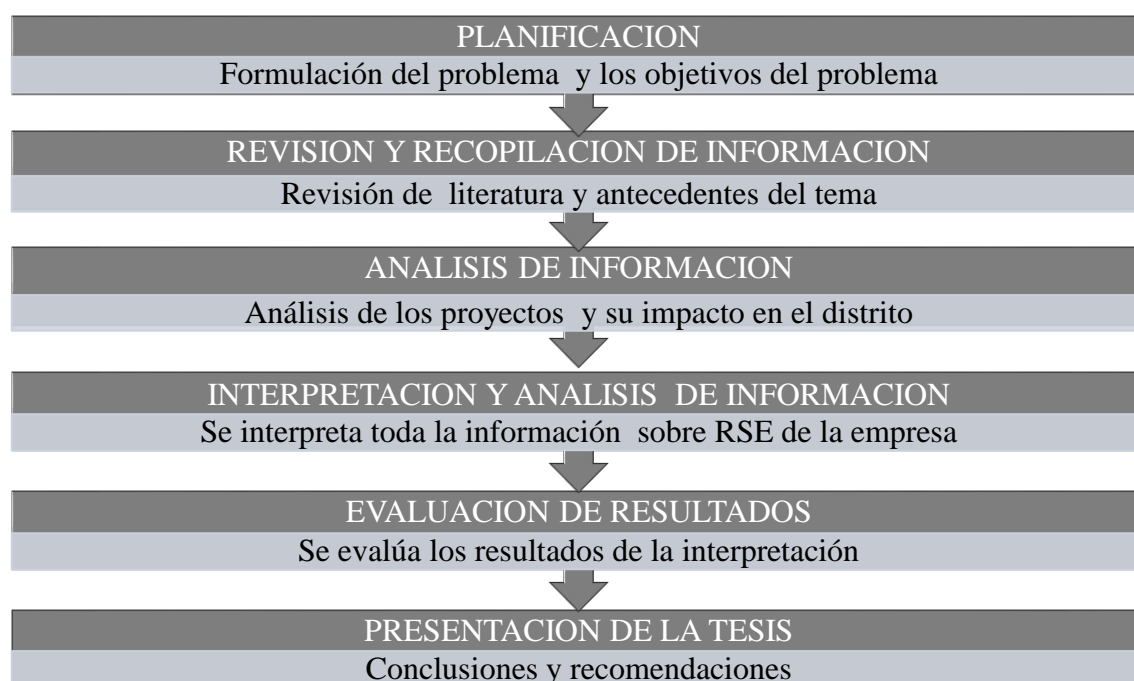 PLANIFICACION
Formulación del problema y los objetivos del problema
REVISION Y RECOPILACION DE INFORMACION
Revisión de literatura y antecedentes del tema
ANALISIS DE INFORMACION
Análisis de los proyectos y su impacto en el distrito
INTERPRETACION Y ANALISIS DE INFORMACION
Se interpreta toda la información sobre RSE de la empresa
EVALUACION DE RESULTADOS
Se evalúa los resultados de la interpretación
PRESENTACION DE LA TESIS
Conclusiones y recomendaciones